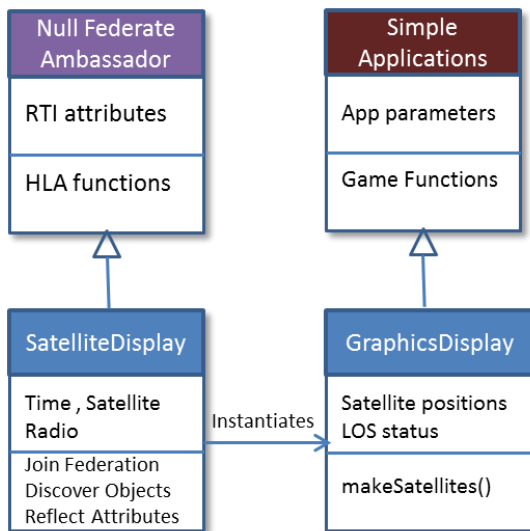 Null Federate
Ambassador
RTI attributes
HLA functions
Simple
Applications
App parameters
Game Functions
SatelliteDisplay
Time , Satellite
Radio
Join Federation
Discover Objects
Reflect Attributes
Instantiates
GraphicsDisplay
Satellite positions
LOS status
makeSatellites()